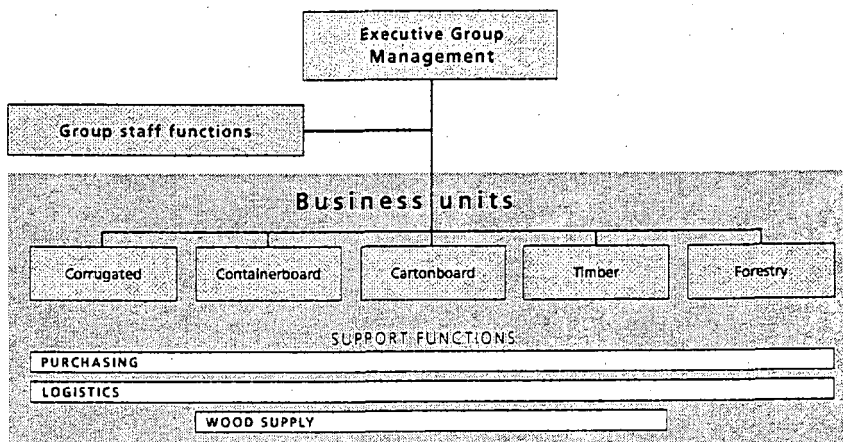 Executive Group
Management
Group staff functions
Business units
Corrugated
Containerboard
Cartonboard
Timber
Forestry
SUPPORT FUNCTIONS
PURCHASING
LOGISTICS
WOOD SUPPLY